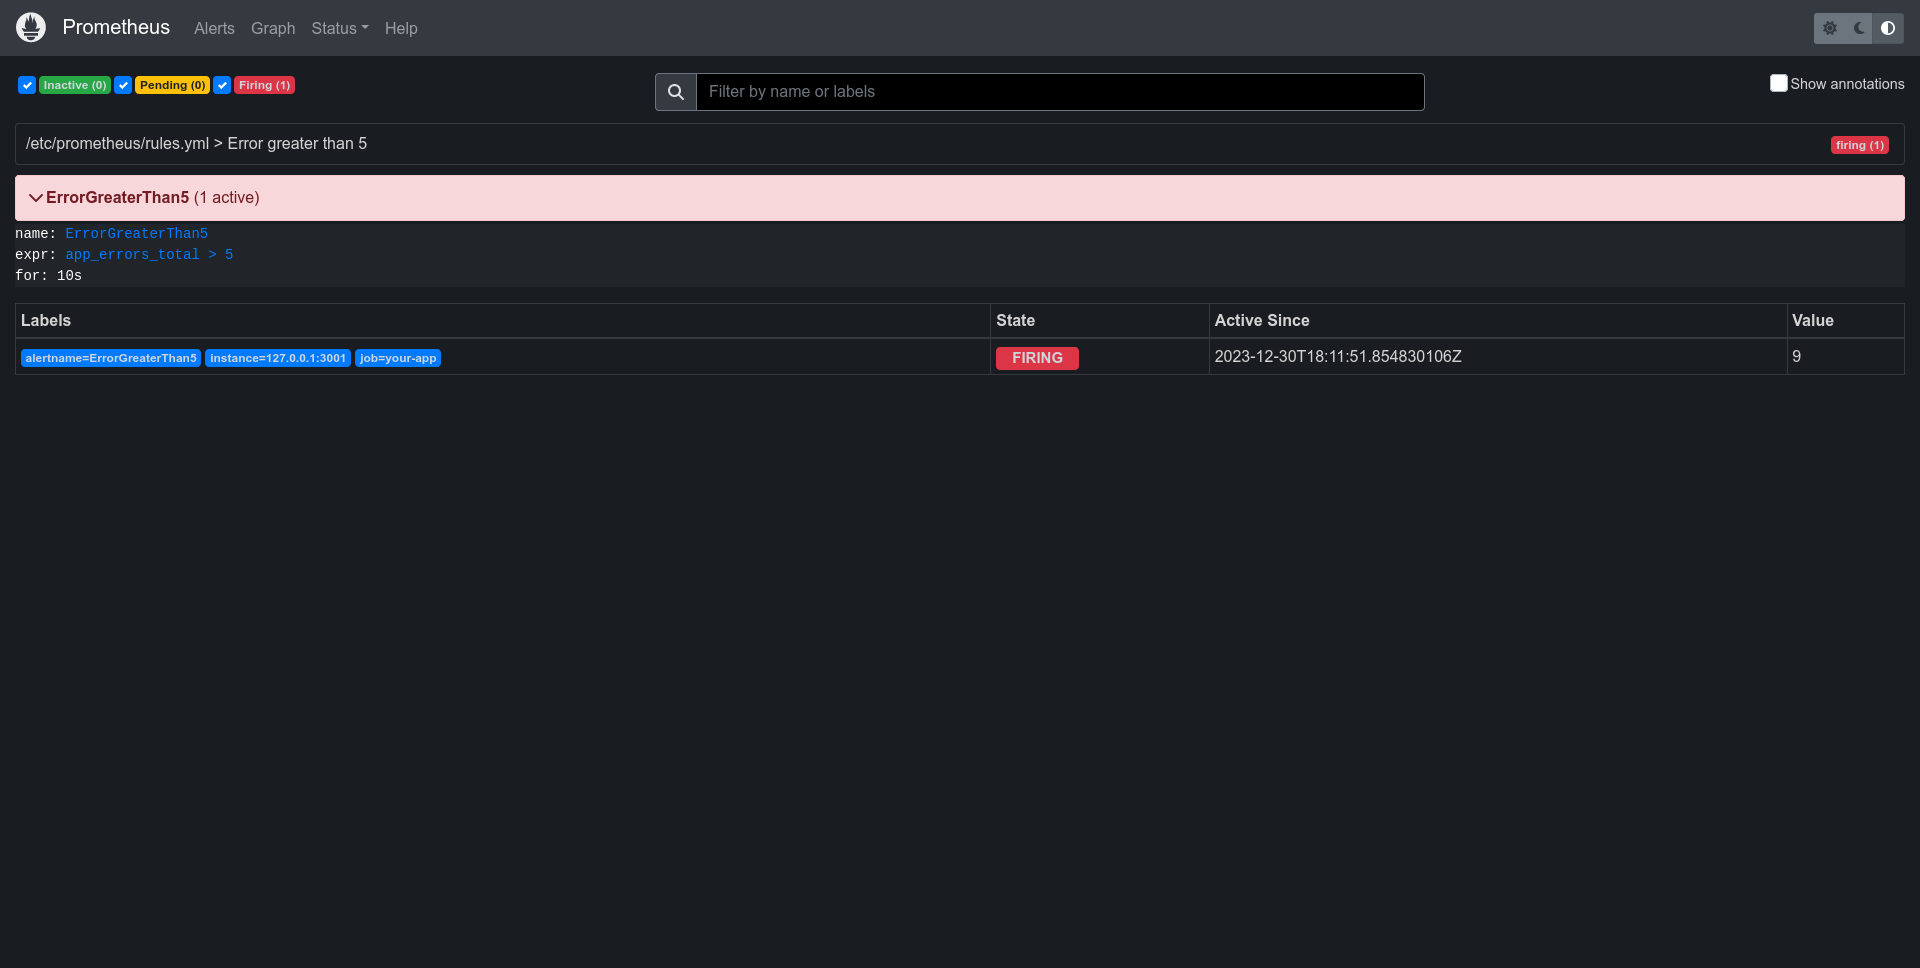 Prometheus Alerts Graph Status Help
Inactive (0) Pending (0) Firing (1)
Filter by name or labels
Show annotations
/etc/prometheus/rules.yml > Error greater than 5
firing (1)
ErrorGreaterThan5 (1 active)
name: ErrorGreaterThan5
expr: app_errors_total > 5
for: 10s
Labels State Active Since Value
alertname=ErrorGreaterThan5 instance=127.0.0.1:3001 job=your-app FIRING 2023-12-30T18:11:51.854830106Z 9